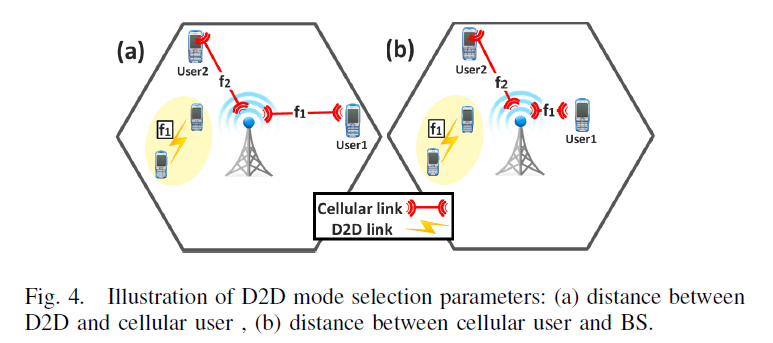 (a)
User2
f2
f1
f1
User1
(b)
User2
f2
f1
f1
User1
Cellular link
D2D link
Fig. 4. Illustration of D2D mode selection parameters: (a) distance between
D2D and cellular user , (b) distance between cellular user and BS.